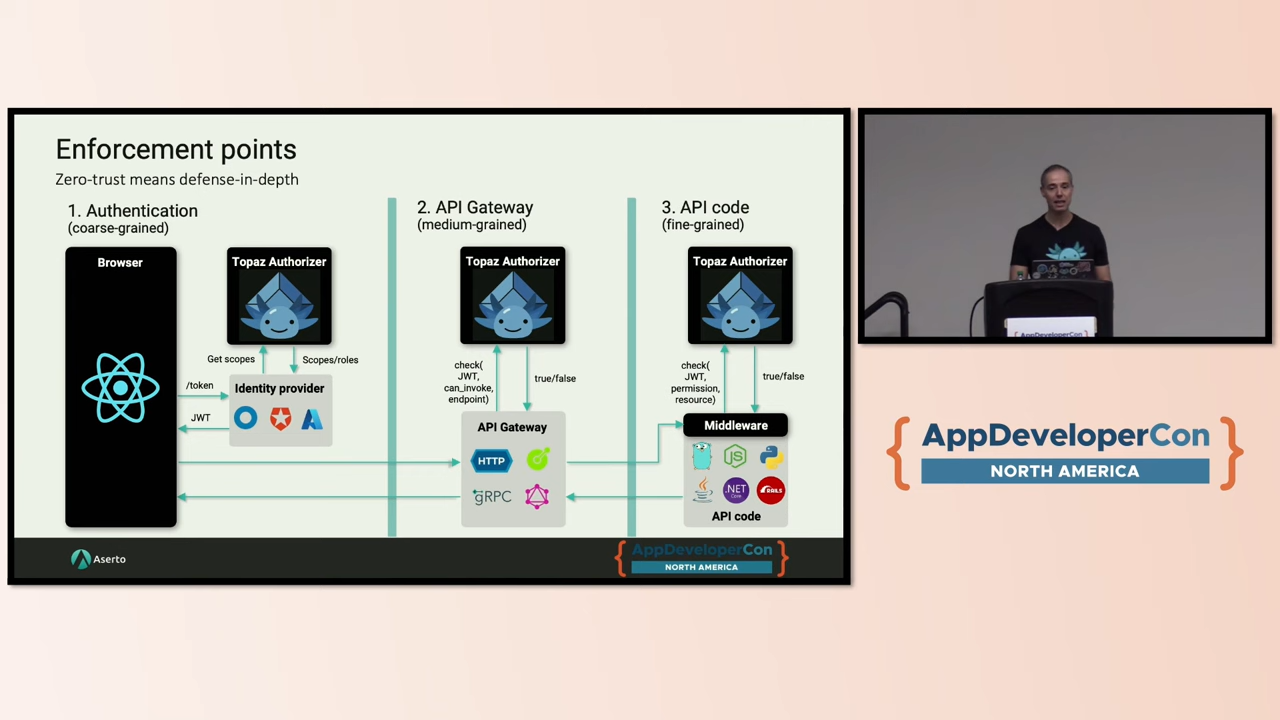 Enforcement points
Zero-trust means defense-in-depth
1. Authentication
(coarse-grained)
Browser
Topaz Authorizer
Get scopes
Scopes/roles
/token
Identity provider
JWT
2. API Gateway
(medium-grained)
Topaz Authorizer
check(
JWT,
can_invoke,
endpoint)
true/false
API Gateway
HTTP
gRPC
3. API code
(fine-grained)
Topaz Authorizer
check(
JWT,
permission,
resource)
true/false
Middleware
JS
.NET
Core
RAILS
API code
Aserto
{ AppDeveloperCon }
NORTH AMERICA
AppDeveloperCon
{ AppDeveloperCon }
NORTH AMERICA